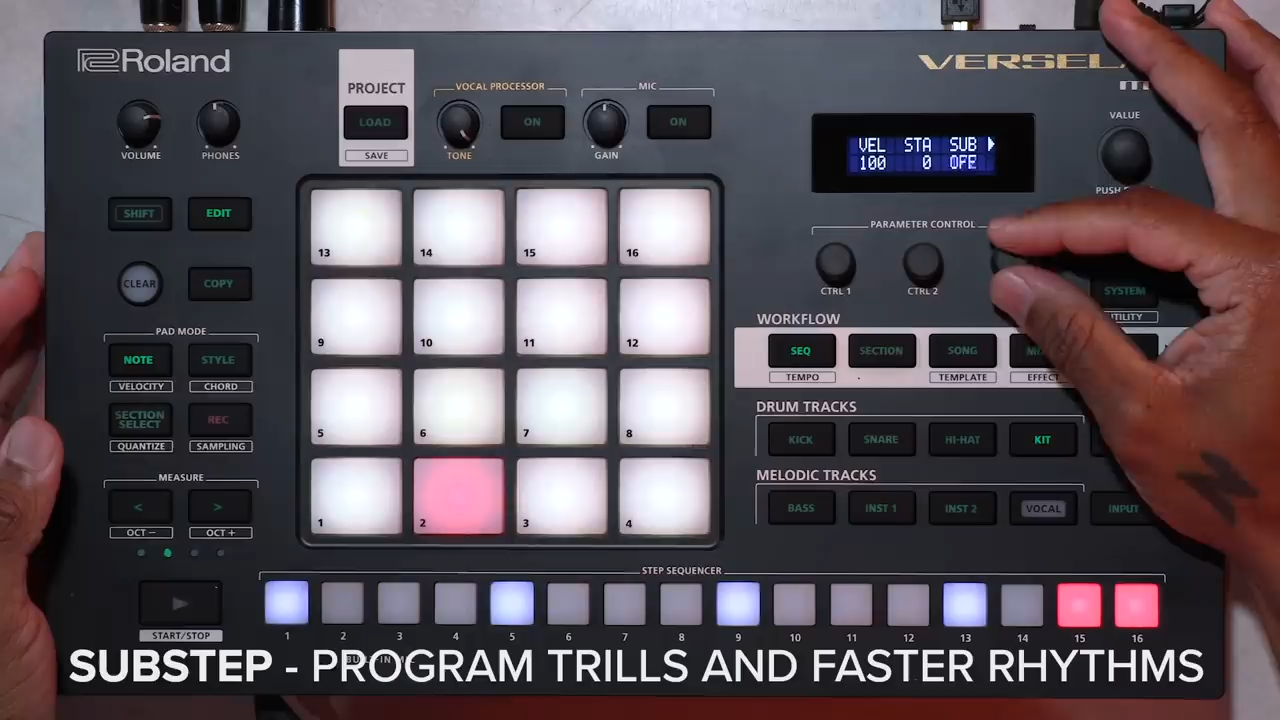 Roland
PROJECT
LOAD
SAVE
VOCAL PROCESSOR
TONE
ON
MIC
GAIN
ON
VOLUME
PHONES
VEL STA SUB
100 0 OFF
VALUE
SHIFT
EDIT
CLEAR
COPY
PAD MODE
NOTE
STYLE
VELOCITY
CHORD
SECTION SELECT
REC
QUANTIZE
SAMPLING
MEASURE
<
>
OCT −
OCT +
START/STOP
13 14 15 16
9 10 11 12
5 6 7 8
1 2 3 4
PARAMETER CONTROL
CTRL 1
CTRL 2
SYSTEM
WORKFLOW
SEQ
SECTION
SONG
TEMPO
TEMPLATE
EFFECT
DRUM TRACKS
KICK
SNARE
HI-HAT
KIT
MELODIC TRACKS
BASS
INST 1
INST 2
VOCAL
INPUT
STEP SEQUENCER
1 2 3 4 5 6 7 8 9 10 11 12 13 14 15 16
SUBSTEP - PROGRAM TRILLS AND FASTER RHYTHMS